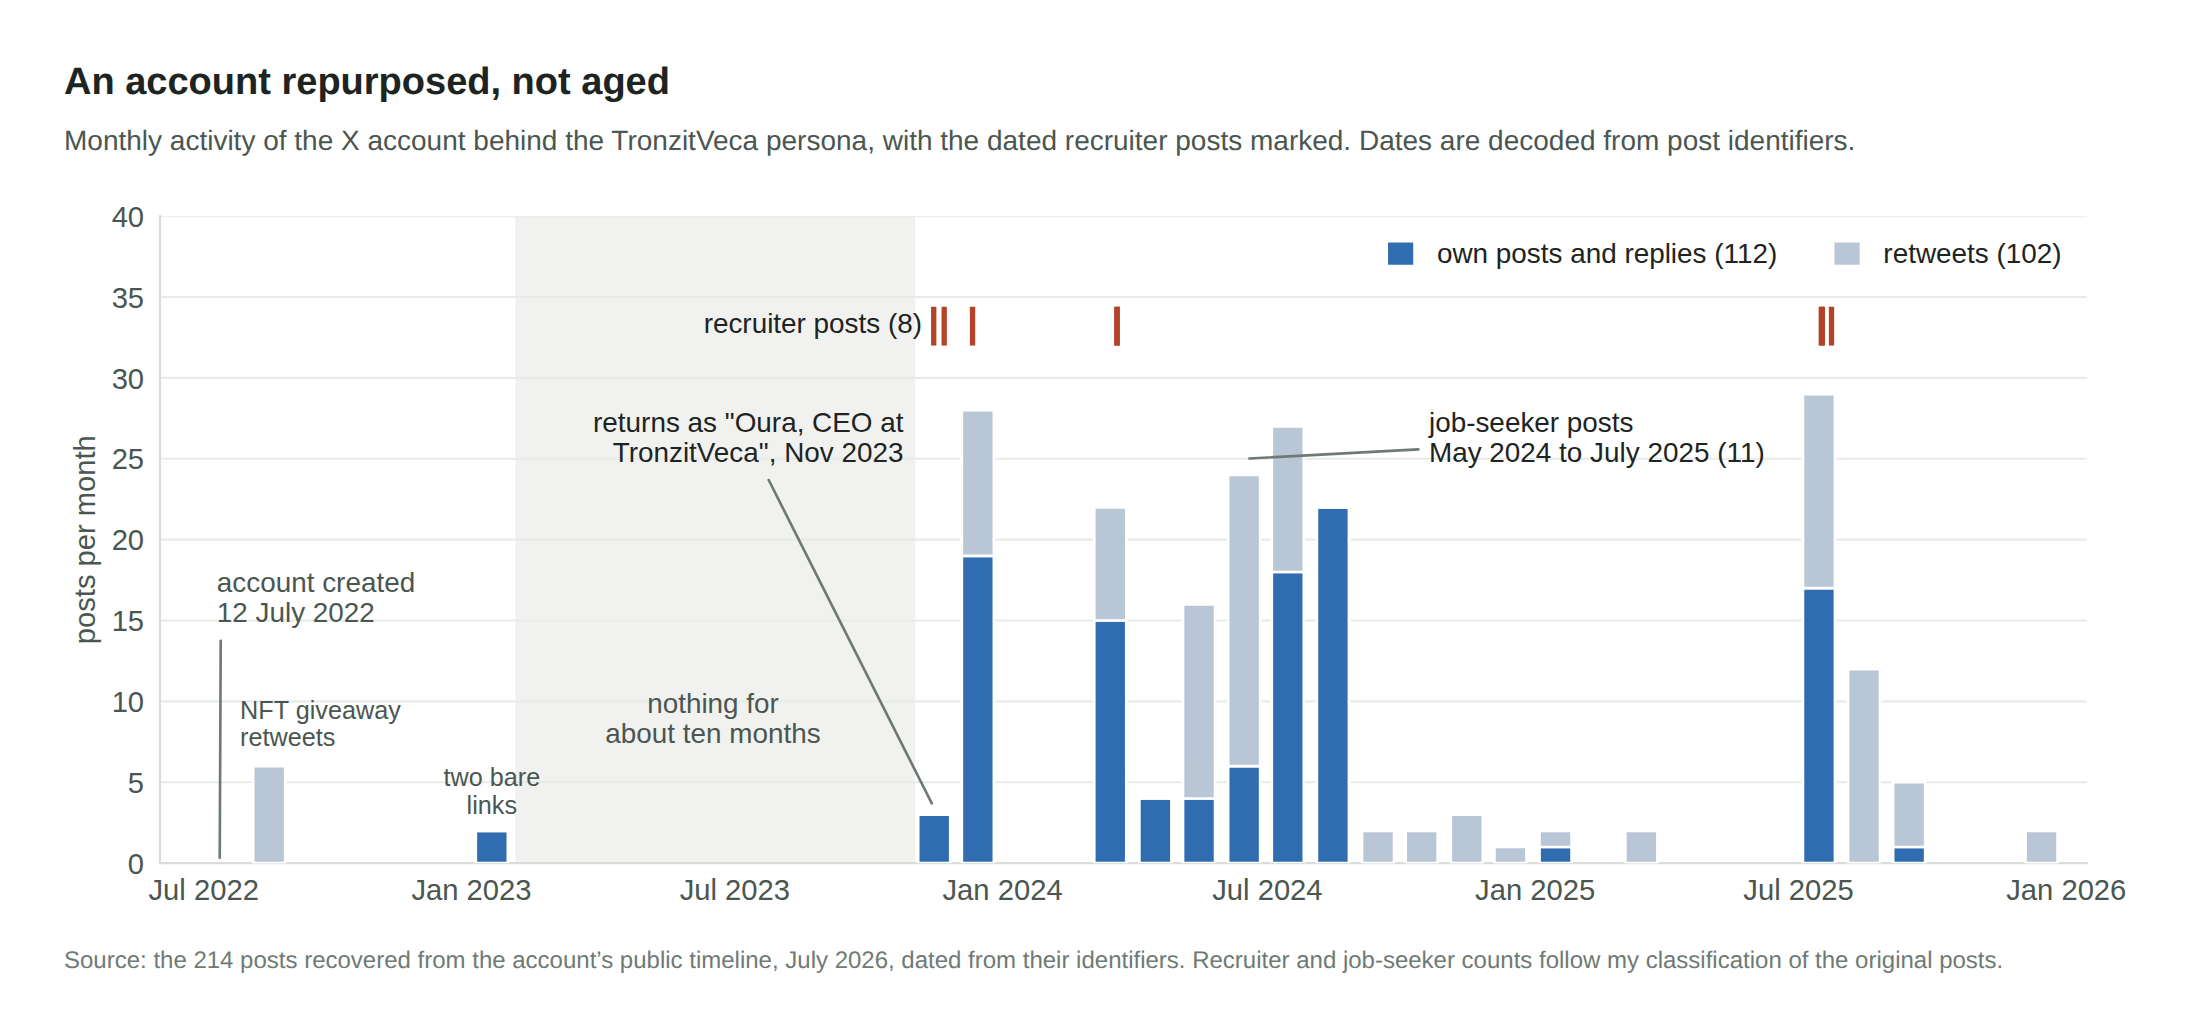 An account repurposed, not aged
Monthly activity of the X account behind the TronzitVeca persona, with the dated recruiter posts marked. Dates are decoded from post identifiers.
own posts and replies (112)
retweets (102)
recruiter posts (8)
returns as "Oura, CEO at
TronzitVeca", Nov 2023
job-seeker posts
May 2024 to July 2025 (11)
account created
12 July 2022
NFT giveaway
retweets
two bare
links
nothing for
about ten months
posts per month
40
35
30
25
20
15
10
5
0
Jul 2022
Jan 2023
Jul 2023
Jan 2024
Jul 2024
Jan 2025
Jul 2025
Jan 2026
Source: the 214 posts recovered from the account’s public timeline, July 2026, dated from their identifiers. Recruiter and job-seeker counts follow my classification of the original posts.